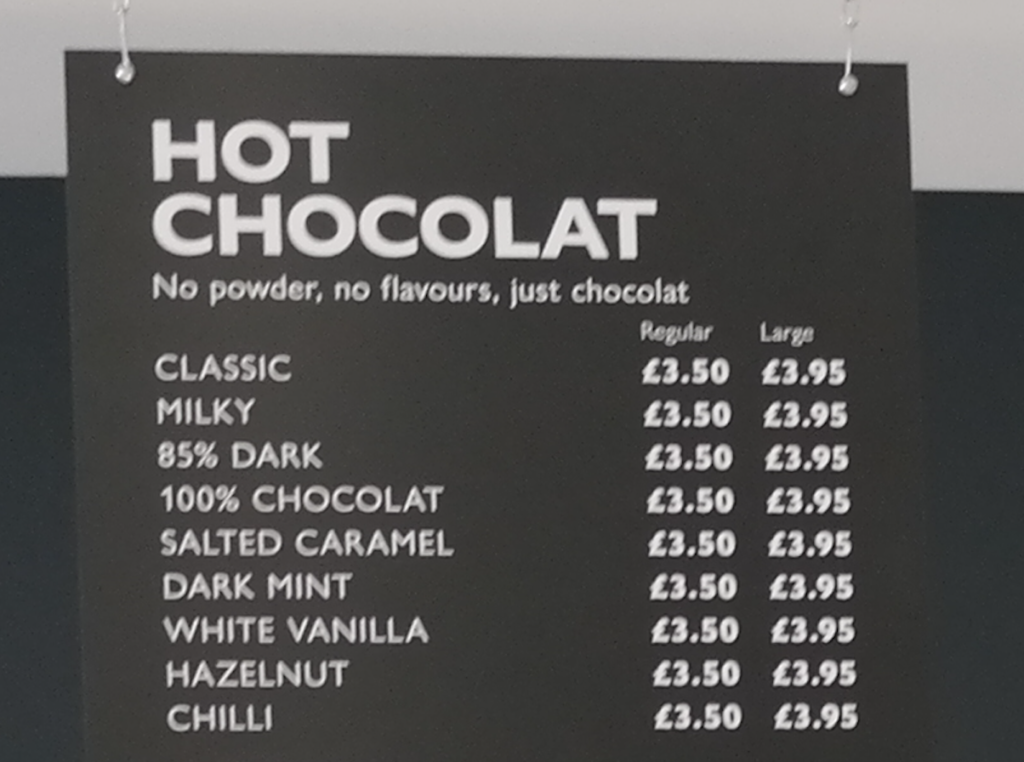 HOT
CHOCOLAT
No powder, no flavours, just chocolat
Regular Large
CLASSIC £3.50 £3.95
MILKY £3.50 £3.95
85% DARK £3.50 £3.95
100% CHOCOLAT £3.50 £3.95
SALTED CARAMEL £3.50 £3.95
DARK MINT £3.50 £3.95
WHITE VANILLA £3.50 £3.95
HAZELNUT £3.50 £3.95
CHILLI £3.50 £3.95